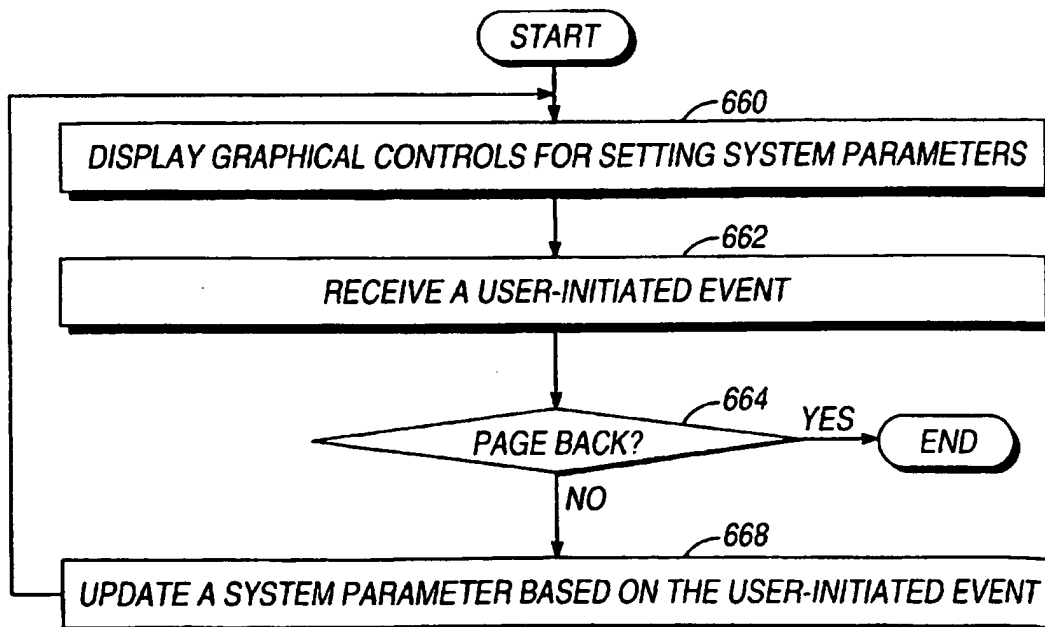 START
660
DISPLAY GRAPHICAL CONTROLS FOR SETTING SYSTEM PARAMETERS
662
RECEIVE A USER-INITIATED EVENT
664
PAGE BACK?
YES
END
NO
668
UPDATE A SYSTEM PARAMETER BASED ON THE USER-INITIATED EVENT